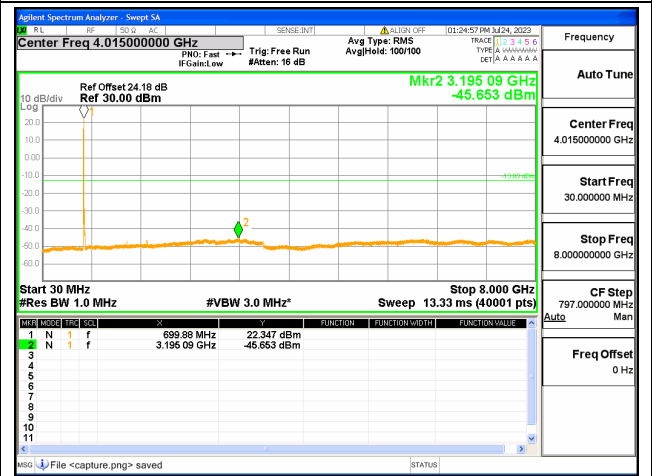 Agilent Spectrum Analyzer - Swept SA
RL RF 50 Ω AC SENSE:INT ALIGN OFF 01:24:57 PM Jul 24, 2023
Center Freq 4.015000000 GHz
PNO: Fast
IFGain:Low
Trig: Free Run
#Atten: 16 dB
Avg Type: RMS
Avg|Hold: 100/100
TRACE 1 2 3 4 5 6
TYPE A WWWWW
DET A A A A A A
Frequency
Auto Tune
Center Freq
4.015000000 GHz
Start Freq
30.000000 MHz
Stop Freq
8.000000000 GHz
CF Step
797.000000 MHz
Auto Man
Freq Offset
0 Hz
Mkr2 3.195 09 GHz
-45.653 dBm
Ref Offset 24.18 dB
10 dB/div Ref 30.00 dBm
Log
20.0
10.0
0.00
-10.0
-20.0
-30.0
-40.0
-50.0
-60.0
1
2
-13.00 dBm
Start 30 MHz Stop 8.000 GHz
#Res BW 1.0 MHz #VBW 3.0 MHz* Sweep 13.33 ms (40001 pts)
MKR MODE TRC SCL X Y FUNCTION FUNCTION WIDTH FUNCTION VALUE
1 N 1 f 699.88 MHz 22.347 dBm
2 N 1 f 3.195 09 GHz -45.653 dBm
3
4
5
6
7
8
9
10
11
MSG File <capture.png> saved STATUS